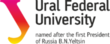 Ural Federal
University
named after the first President
of Russia B.N.Yeltsin